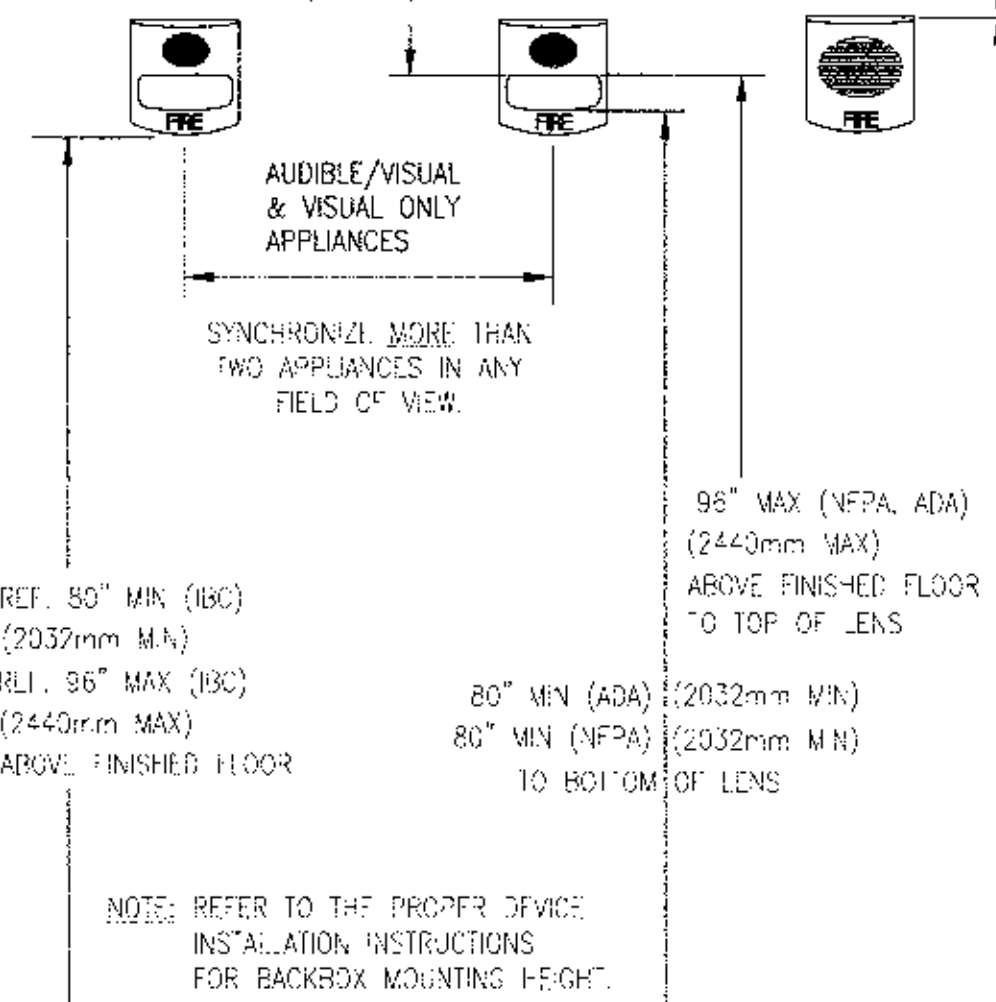 FIRE
FIRE
FIRE
AUDIBLE/VISUAL
& VISUAL ONLY
APPLIANCES
SYNCHRONIZE MORE THAN
TWO APPLIANCES IN ANY
FIELD OF VIEW.
96" MAX (NFPA, ADA)
(2440mm MAX)
ABOVE FINISHED FLOOR
TO TOP OF LENS
REF. 80" MIN (IBC)
(2032mm MIN)
REF. 96" MAX (IBC)
(2440mm MAX)
ABOVE FINISHED FLOOR
80" MIN (ADA) (2032mm MIN)
80" MIN (NFPA) (2032mm MIN)
TO BOTTOM OF LENS
NOTE: REFER TO THE PROPER DEVICE
INSTALLATION INSTRUCTIONS
FOR BACKBOX MOUNTING HEIGHT.